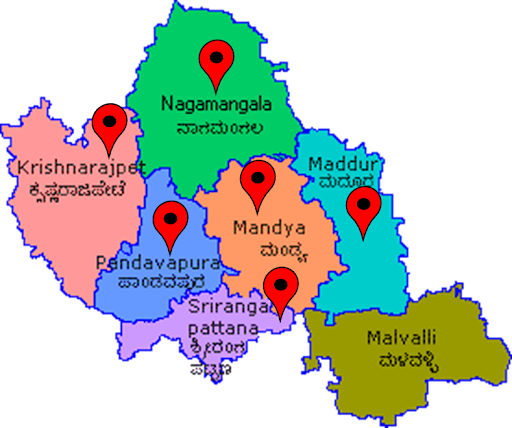 Nagamangala
ನಾಗಮಂಗಲ
Krishnarajpet
ಕೃಷ್ಣರಾಜಪೇಟೆ
Maddur
ಮದ್ದೂರ
Mandya
ಮಂಡ್ಯ
Pandavapura
ಪಾಂಡವಪುರ
Sriranga
pattana
ಶ್ರೀರಂಗ
ಪಟ್ಟಣ
Malvalli
ಮಳವಳ್ಳಿ